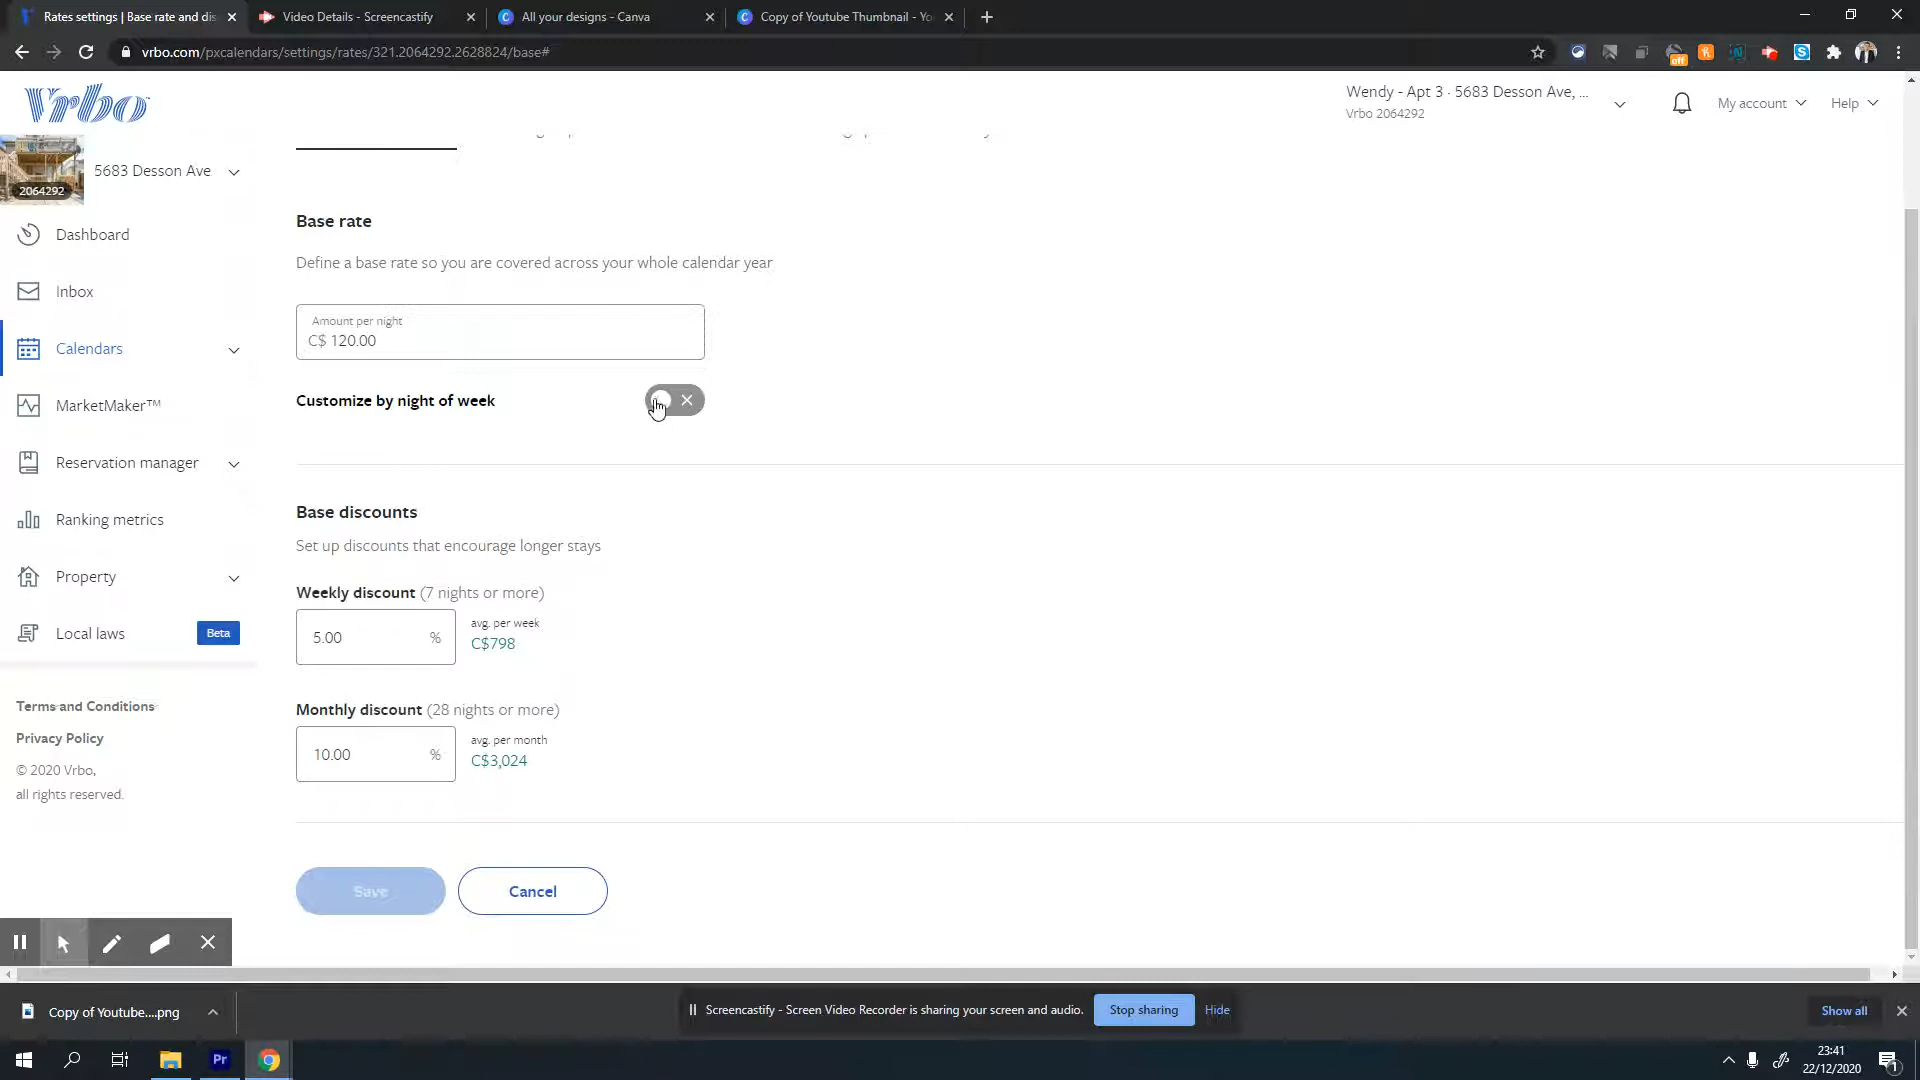 Rates settings | Base rate and dis
Video Details - Screencastify
All your designs - Canva
Copy of Youtube Thumbnail - Yo
vrbo.com/pxcalendars/settings/rates/321.2064292.2628824/base#
off
Vrbo
Wendy - Apt 3 · 5683 Desson Ave, ...
Vrbo 2064292
My account
Help
5683 Desson Ave
2064292
Dashboard
Inbox
Calendars
MarketMaker™
Reservation manager
Ranking metrics
Property
Local laws
Beta
Terms and Conditions
Privacy Policy
© 2020 Vrbo,
all rights reserved.
Base rate
Define a base rate so you are covered across your whole calendar year
Amount per night
C$ 120.00
Customize by night of week
Base discounts
Set up discounts that encourage longer stays
Weekly discount (7 nights or more)
5.00 %
avg. per week
C$798
Monthly discount (28 nights or more)
10.00 %
avg. per month
C$3,024
Save
Cancel
Copy of Youtube....png
Screencastify - Screen Video Recorder is sharing your screen and audio.
Stop sharing
Hide
Show all
Pr
23:41
22/12/2020
1